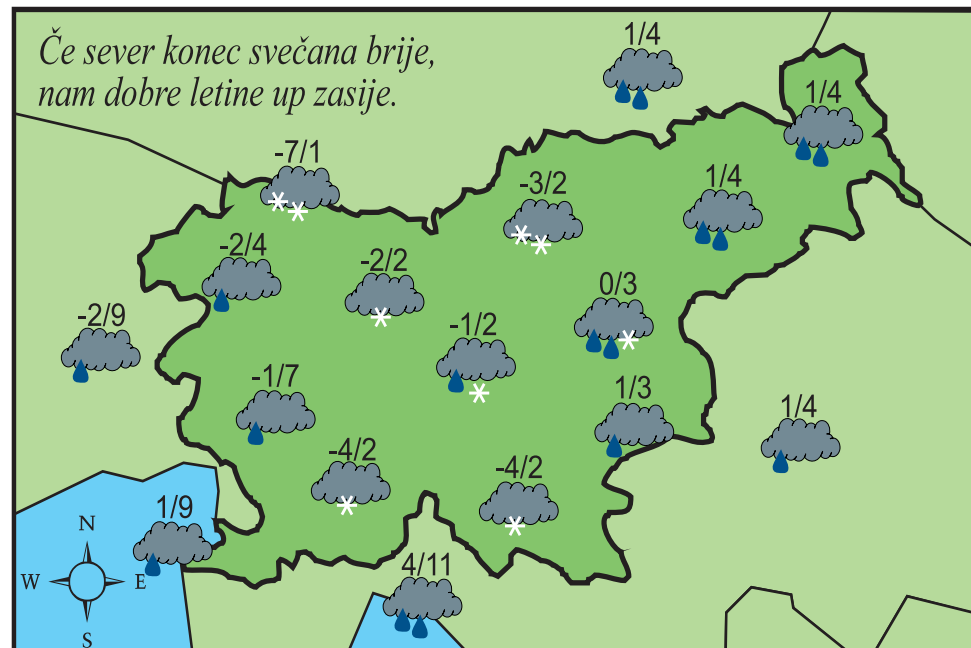 Če sever konec svečana brije,
nam dobre letine up zasije.
1/4
1/4
-7/1
-3/2
1/4
-2/4
-2/2
0/3
-2/9
-1/2
-1/7
1/3
1/4
-4/2
-4/2
1/9
N
W
E
S
4/11